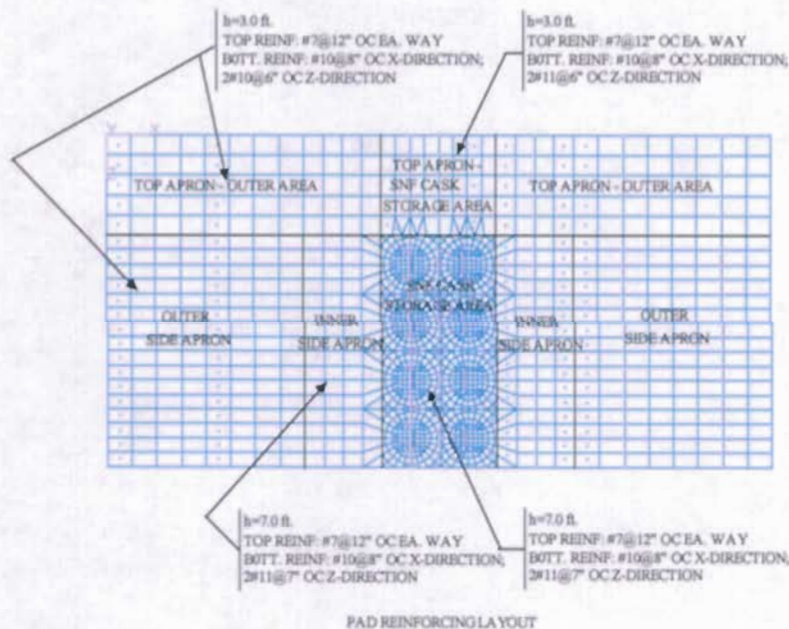 h=3.0 ft.
TOP REINF: #7@12" OC EA. WAY
B0TT. REINF: #10@8" OC X-DIRECTION;
2#10@6" OC Z-DIRECTION
h=3.0 ft.
TOP REINF: #7@12" OC EA. WAY
B0TT. REINF: #10@8" OC X-DIRECTION;
2#11@6" OC Z-DIRECTION
TOP APRON - OUTER AREA
TOP APRON -
SNF CASK
STORAGE AREA
TOP APRON - OUTER AREA
SNF CASK
STORAGE AREA
OUTER
SIDE APRON
INNER
SIDE APRON
INNER
SIDE APRON
OUTER
SIDE APRON
h=7.0 ft.
TOP REINF: #7@12" OC EA. WAY
B0TT. REINF: #10@8" OC X-DIRECTION;
2#11@7" OC Z-DIRECTION
h=7.0 ft.
TOP REINF: #7@12" OC EA. WAY
B0TT. REINF: #10@8" OC X-DIRECTION;
2#11@7" OC Z-DIRECTION
PAD REINFORCING LAYOUT